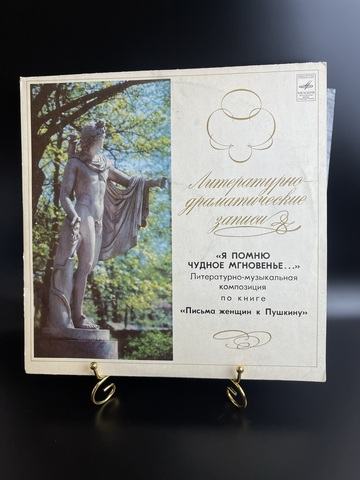 Литературно-
драматические
записи
«Я ПОМНЮ
ЧУДНОЕ МГНОВЕНЬЕ...»
Литературно-музыкальная
композиция
по книге
«Письма женщин к Пушкину»